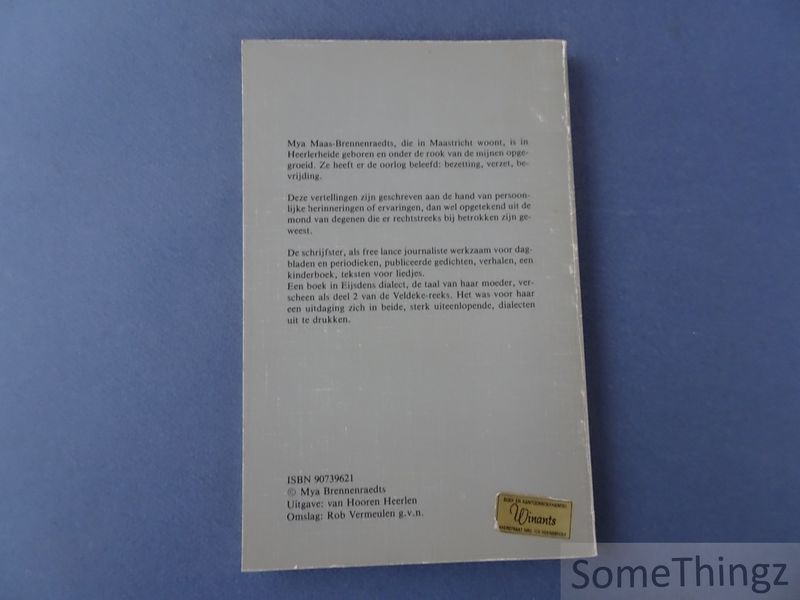 Mya Maas-Brennenraedts, die in Maastricht woont, is in
Heerlerheide geboren en onder de rook van de mijnen opge-
groeid. Ze heeft er de oorlog beleefd: bezetting, verzet, be-
vrijding.
Deze vertellingen zijn geschreven aan de hand van persoon-
lijke herinneringen of ervaringen, dan wel opgetekend uit de
mond van degenen die er rechtstreeks bij betrokken zijn ge-
weest.
De schrijfster, als free lance journaliste werkzaam voor dag-
bladen en periodieken, publiceerde gedichten, verhalen, een
kinderboek, teksten voor liedjes.
Een boek in Eijsdens dialect, de taal van haar moeder, ver-
scheen als deel 2 van de Veldeke-reeks. Het was voor haar
een uitdaging zich in beide, sterk uiteenlopende, dialecten
uit te drukken.
ISBN 90739621
© Mya Brennenraedts
Uitgave: van Hooren Heerlen
Omslag: Rob Vermeulen g.v.n.
BOEK EN KANTOORBOEKHANDEL
Winants
SomeThingz